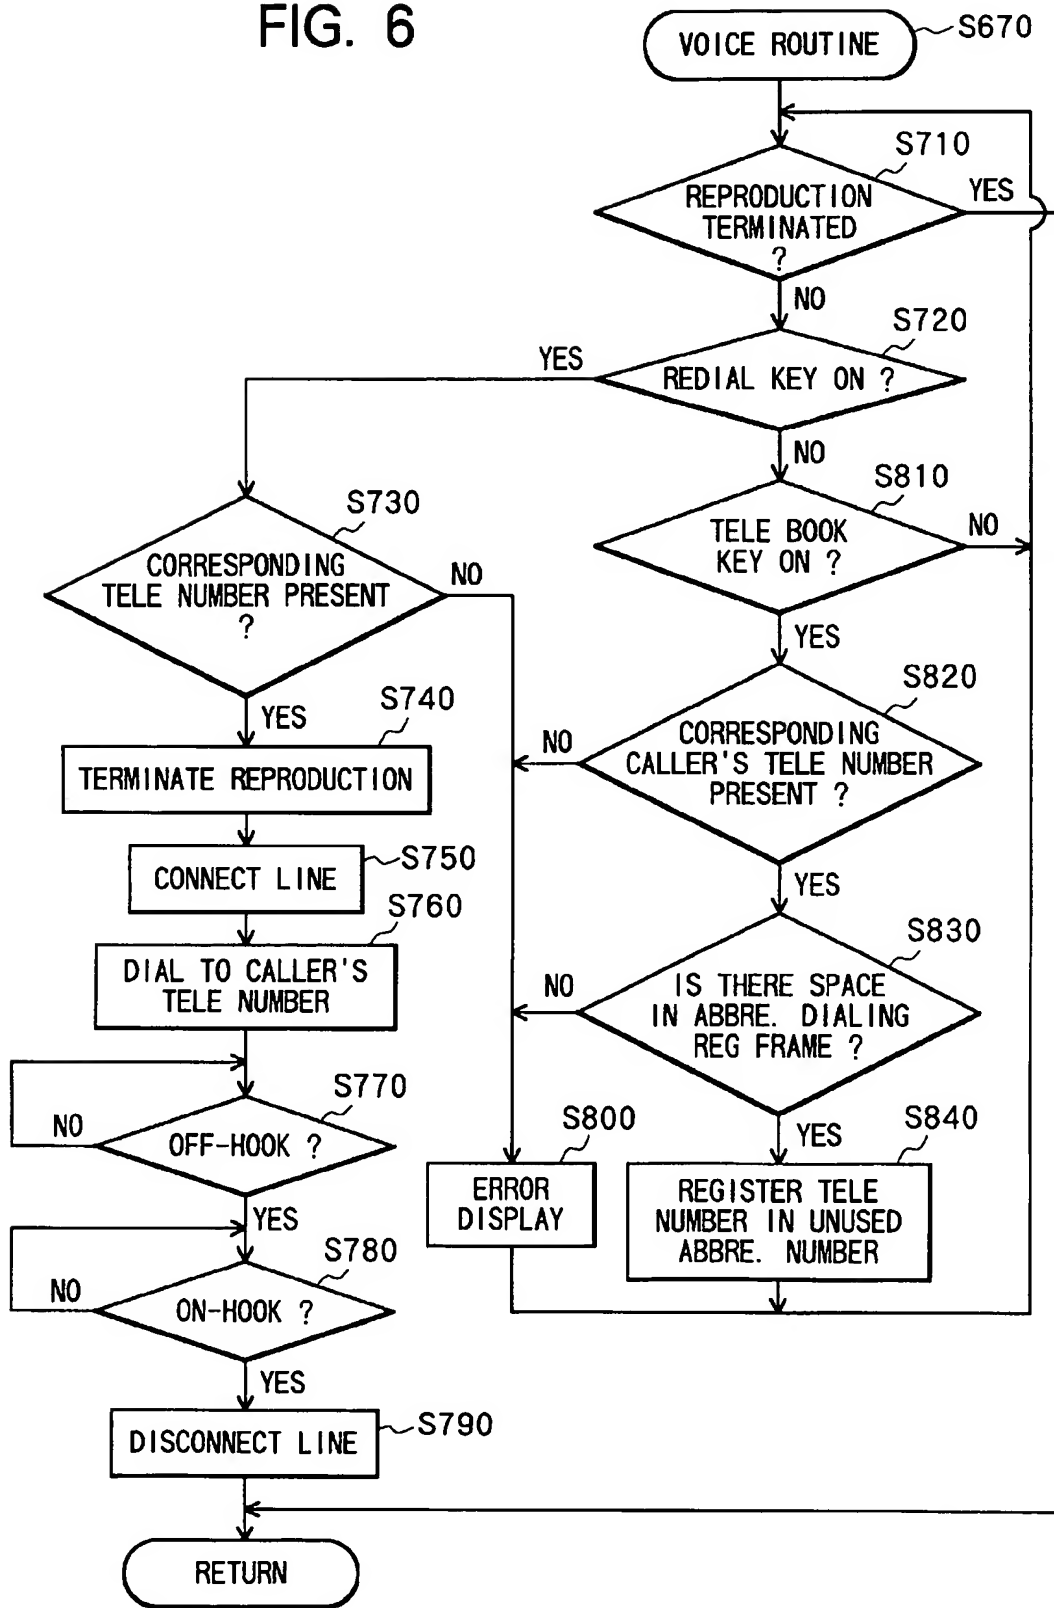 FIG. 6
VOICE ROUTINE
S670
S710
REPRODUCTION
TERMINATED
?
YES
NO
S720
REDIAL KEY ON ?
YES
NO
S810
TELE BOOK
KEY ON ?
NO
YES
S730
CORRESPONDING
TELE NUMBER PRESENT
?
NO
YES
S820
CORRESPONDING
CALLER'S TELE NUMBER
PRESENT ?
NO
YES
S740
TERMINATE REPRODUCTION
S750
CONNECT LINE
S760
DIAL TO CALLER'S
TELE NUMBER
S830
IS THERE SPACE
IN ABBRE. DIALING
REG FRAME ?
NO
YES
S770
OFF-HOOK ?
NO
YES
S800
ERROR
DISPLAY
S840
REGISTER TELE
NUMBER IN UNUSED
ABBRE. NUMBER
S780
ON-HOOK ?
NO
YES
S790
DISCONNECT LINE
RETURN